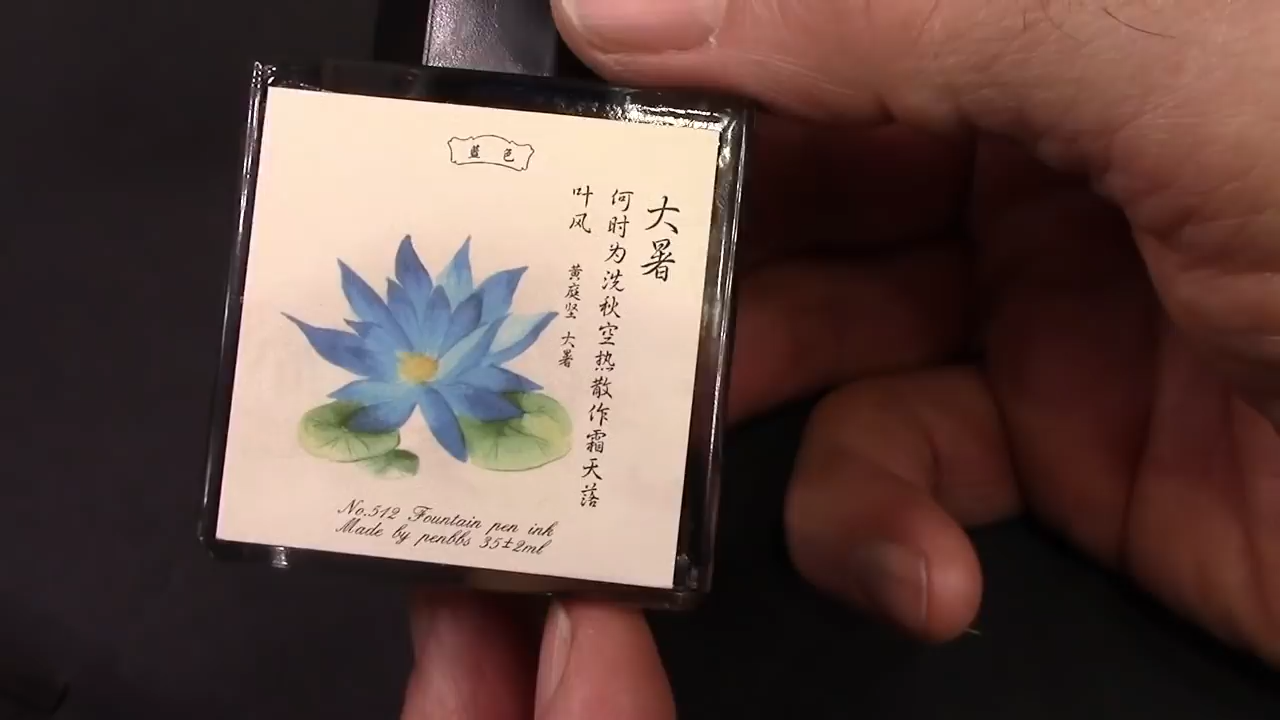 蓝色
大暑
何时为洗秋空热散作霜天落
叶风
黄庭坚 大暑
No.512 Fountain pen ink
Made by penbbs 35±2ml